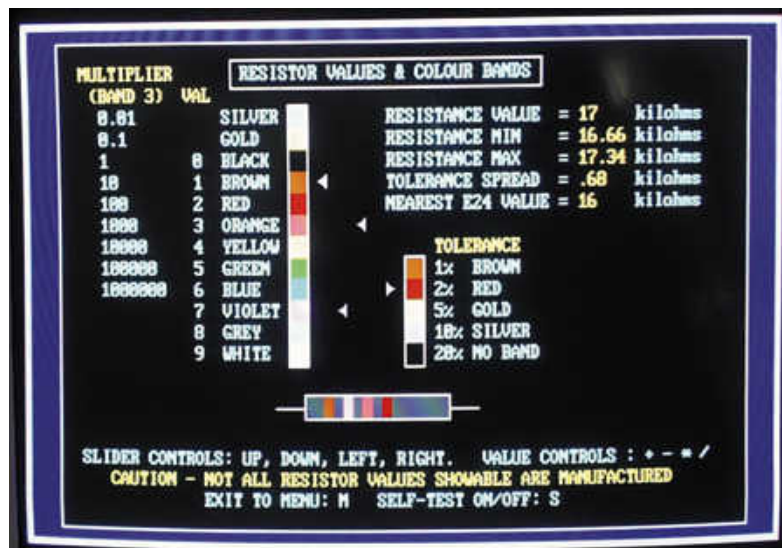 RESISTOR VALUES & COLOUR BANDS
MULTIPLIER
(BAND 3) VAL
0.01 SILVER
0.1 GOLD
1 0 BLACK
10 1 BROWN
100 2 RED
1000 3 ORANGE
10000 4 YELLOW
100000 5 GREEN
1000000 6 BLUE
7 VIOLET
8 GREY
9 WHITE
RESISTANCE VALUE = 17 kilohms
RESISTANCE MIN = 16.66 kilohms
RESISTANCE MAX = 17.34 kilohms
TOLERANCE SPREAD = .68 kilohms
NEAREST E24 VALUE = 16
TOLERANCE
1% BROWN
2% RED
5% GOLD
10% SILVER
20% NO BAND
SLIDER CONTROLS: UP, DOWN, LEFT, RIGHT. VALUE CONTROLS : + - * /
CAUTION - NOT ALL RESISTOR VALUES SHOWABLE ARE MANUFACTURED
EXIT TO MENU: M SELF-TEST ON/OFF: S